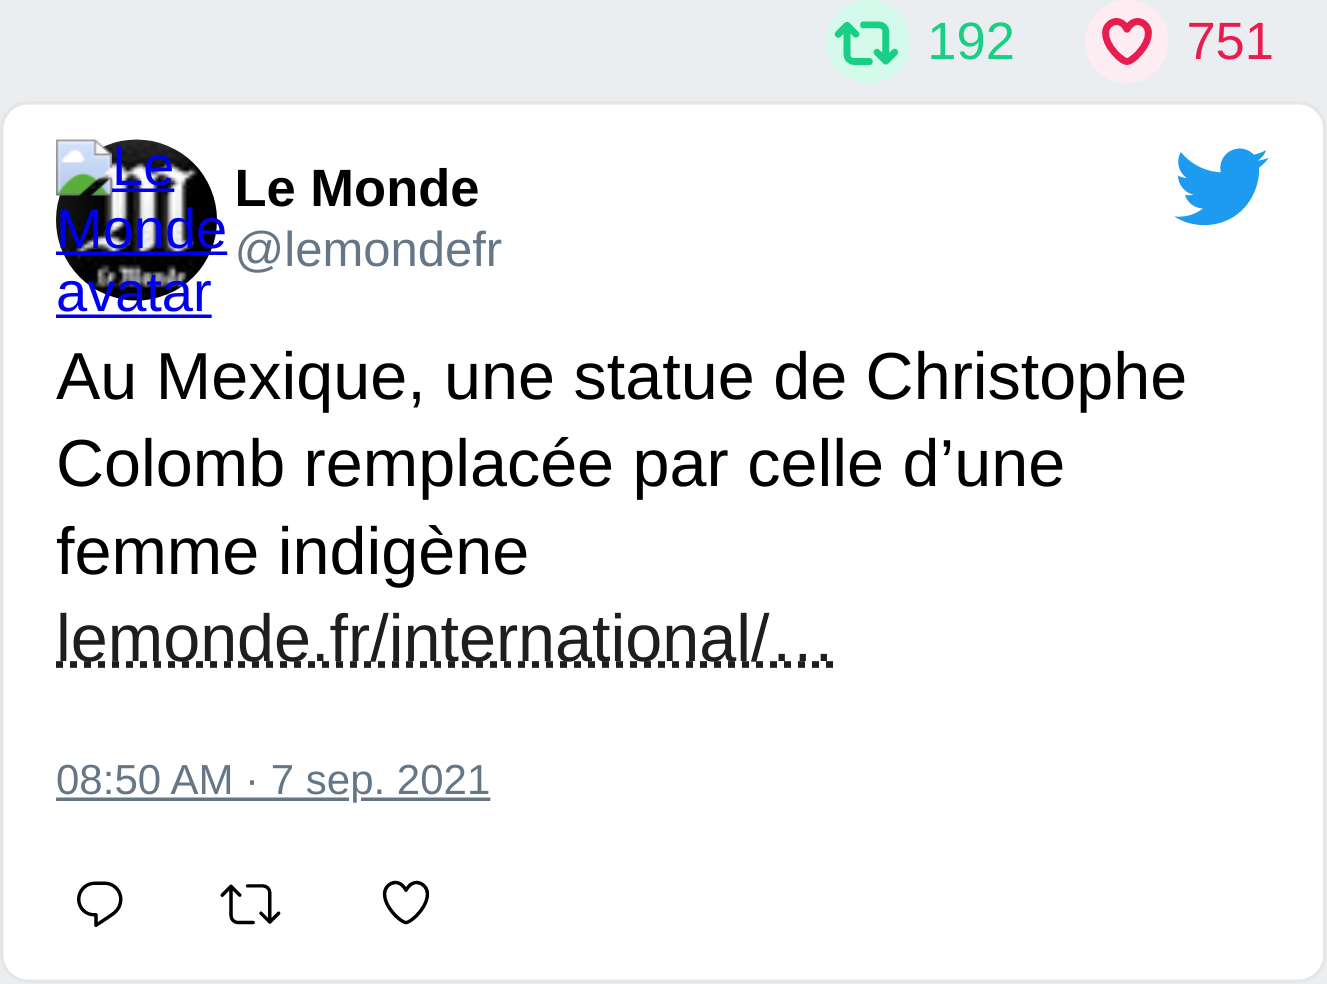 192 751
Le
Monde
avatar
Le Monde
@lemondefr
Au Mexique, une statue de Christophe
Colomb remplacée par celle d’une
femme indigène
lemonde.fr/international/…
08:50 AM · 7 sep. 2021